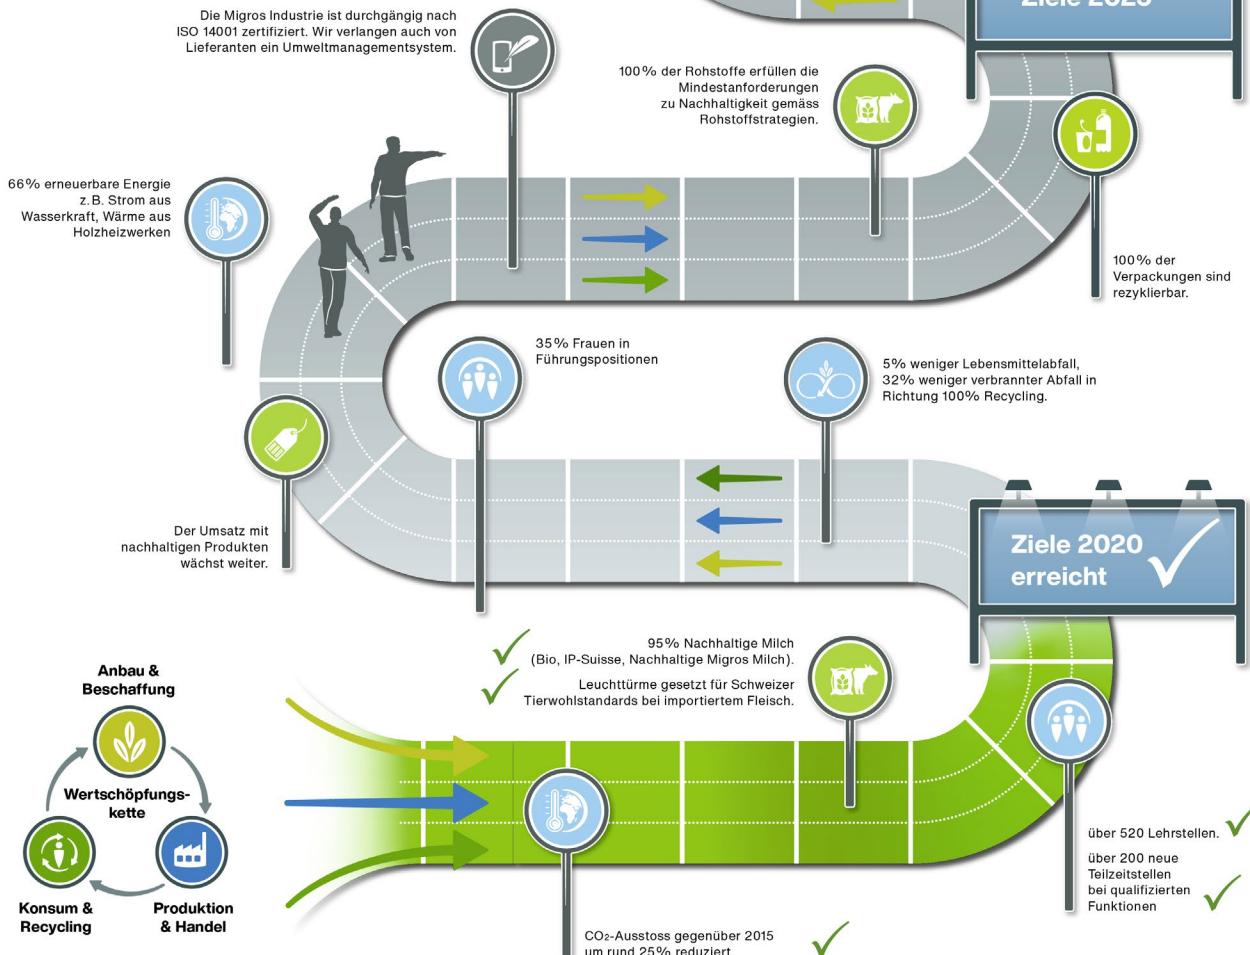 Ziele 2025
Die Migros Industrie ist durchgängig nach
ISO 14001 zertifiziert. Wir verlangen auch von
Lieferanten ein Umweltmanagementsystem.
100% der Rohstoffe erfüllen die
Mindestanforderungen
zu Nachhaltigkeit gemäss
Rohstoffstrategien.
66% erneuerbare Energie
z.B. Strom aus
Wasserkraft, Wärme aus
Holzheizwerken
100% der
Verpackungen sind
rezyklierbar.
35% Frauen in
Führungspositionen
5% weniger Lebensmittelabfall,
32% weniger verbrannter Abfall in
Richtung 100% Recycling.
Der Umsatz mit
nachhaltigen Produkten
wächst weiter.
Ziele 2020
erreicht
95% Nachhaltige Milch
(Bio, IP-Suisse, Nachhaltige Migros Milch).
Leuchttürme gesetzt für Schweizer
Tierwohlstandards bei importiertem Fleisch.
Anbau &
Beschaffung
Wertschöpfungs-
kette
Konsum &
Recycling
Produktion
& Handel
über 520 Lehrstellen.
über 200 neue
Teilzeitstellen
bei qualifizierten
Funktionen
CO₂-Ausstoss gegenüber 2015
um rund 25% reduziert